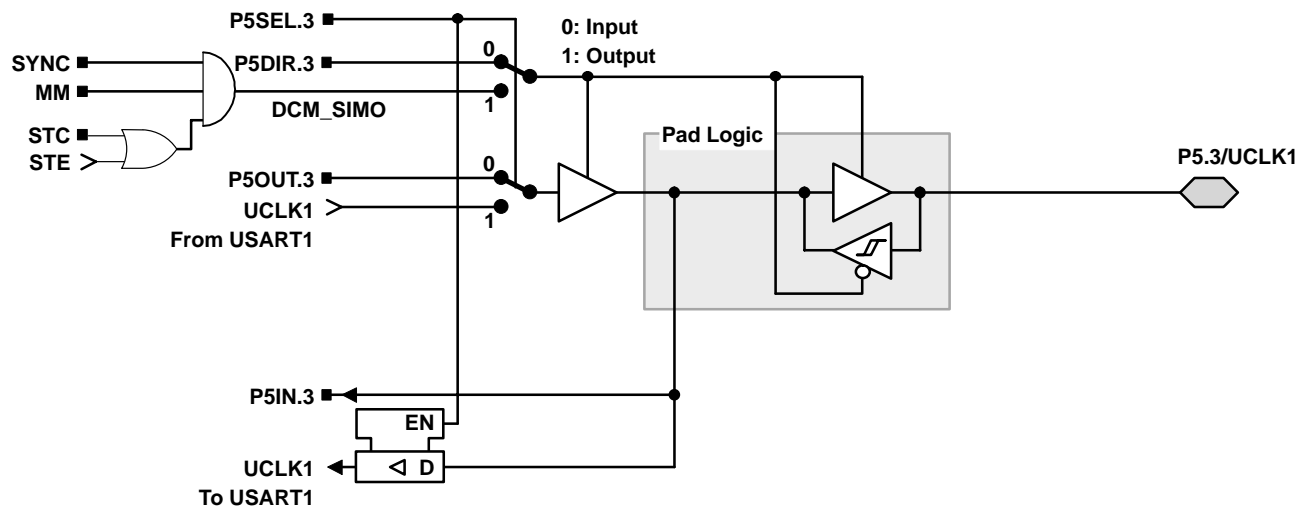 P5SEL.3
0: Input
1: Output
SYNC
P5DIR.3
0
MM
1
DCM_SIMO
STC
STE
Pad Logic
P5.3/UCLK1
P5OUT.3
0
UCLK1
1
From USART1
P5IN.3
EN
UCLK1
D
To USART1